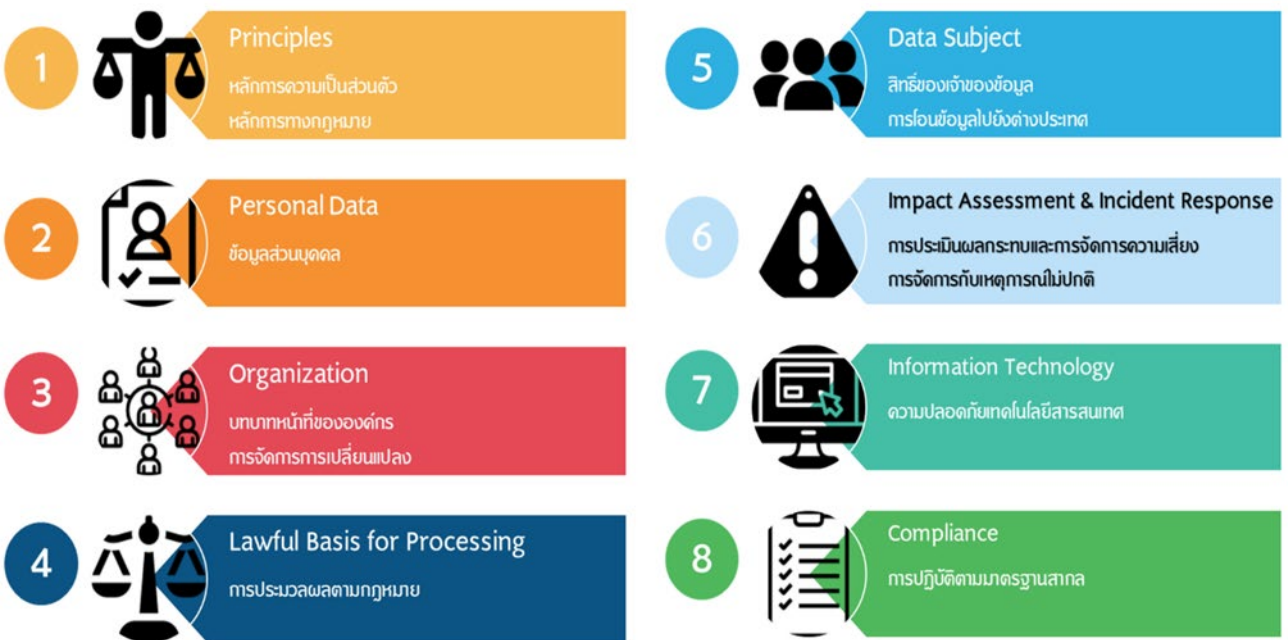 1
Principles
หลักการความเป็นส่วนตัว
หลักการทางกฎหมาย
2
Personal Data
ข้อมูลส่วนบุคคล
3
Organization
บทบาทหน้าที่ขององค์กร
การจัดการการเปลี่ยนแปลง
4
Lawful Basis for Processing
การประมวลผลตามกฎหมาย
5
Data Subject
สิทธิ์ของเจ้าของข้อมูล
การโอนข้อมูลไปยังต่างประเทศ
6
Impact Assessment & Incident Response
การประเมินผลกระทบและการจัดการความเสี่ยง
การจัดการกับเหตุการณ์ไม่ปกติ
7
Information Technology
ความปลอดภัยเทคโนโลยีสารสนเทศ
8
Compliance
การปฏิบัติตามมาตรฐานสากล